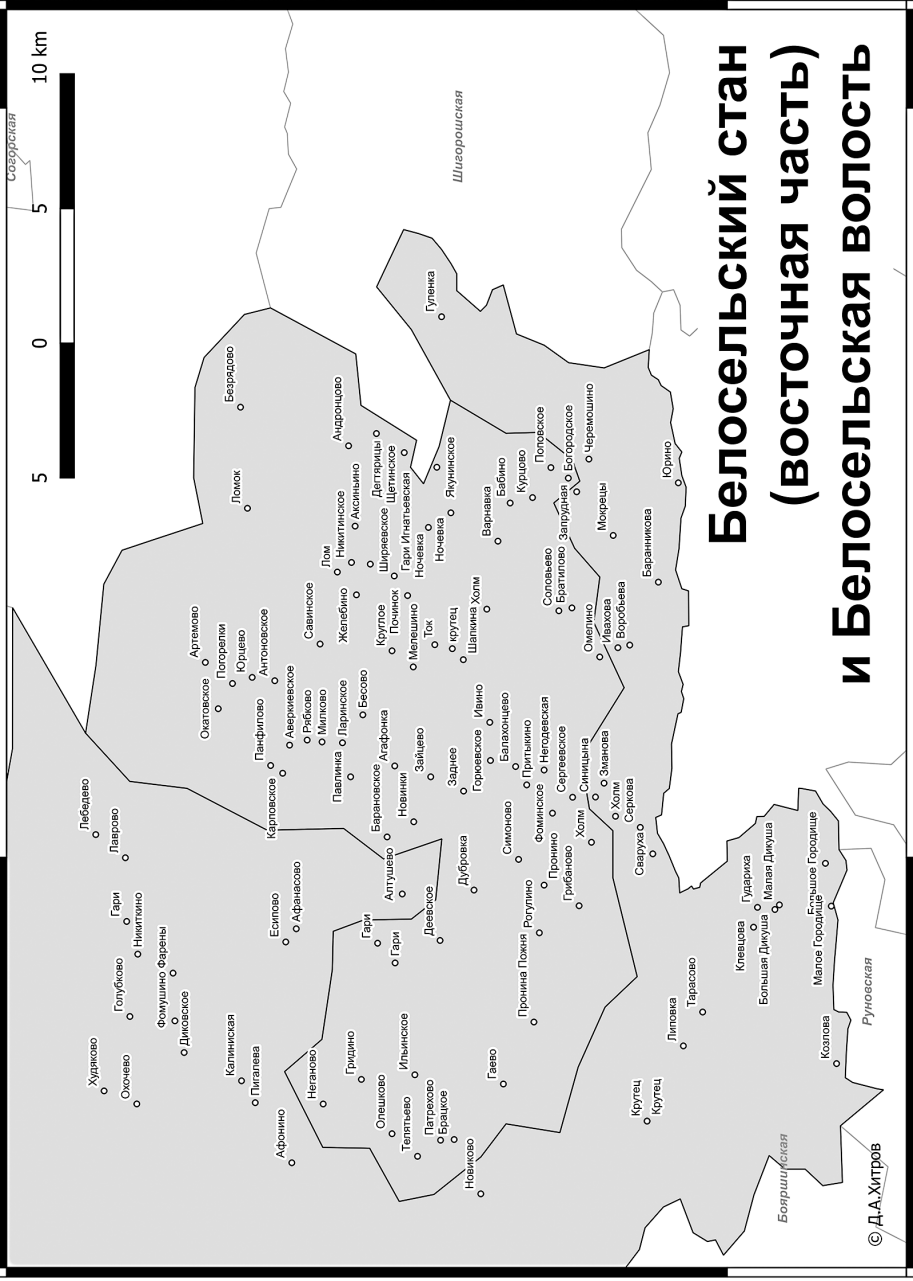 Белосельский стан
(восточная часть)
и Белосельская волость
5
0
5
10 km
Согорская
Шигорошская
Руновская
Бояршинская
© Д.А.Хитров
Лебедево
Лаврово
Гари
Никиткино
Голубково
Фомушино
Фарены
Диковское
Худяково
Охочево
Калиниская
Пигалева
Афонино
Есипово
Афанасово
Неганово
Гридино
Ильинское
Олешково
Телятьево
Патрехово
Брацкое
Новиково
Гаево
Гари
Гари
Деевское
Алтушево
Дубровка
Пронина Пожня
Рогулино
Пронино
Грибаново
Симоново
Фоминское
Холм
Холм
Серкова
Сваруха
Зманова
Синицына
Сергеевское
Негодевская
Притыкино
Балахонцево
Горюевское
Ивино
Заднее
Зайцево
Новинки
Барановское
Агафонка
Павлинка
Бесово
Ларинское
Милково
Рябково
Аверкиевское
Карповское
Панфилово
Окатовское
Антоновское
Юрцево
Погорелки
Артемово
Савинское
Желебино
Лом
Никитинское
Аксиньино
Ломок
Безрядово
Андронцово
Дегтярицы
Щетинское
Ширяевское
Гари Игнатьевская
Ночевка
Ночевка
Якунинское
Круглое
Починок
Мелешино
Ток
крутец
Шапкина
Холм
Варнавка
Бабино
Курцово
Поповское
Богородское
Запрудная
Черемошино
Соловьево
Братилово
Мокрецы
Омелино
Ивахова
Воробьева
Баранникова
Юрино
Гуленка
Гудариха
Малая Дикуша
Клевцова
Большая Дикуша
Большое Городище
Малое Городище
Тарасово
Липовка
Козлова
Крутец
Крутец